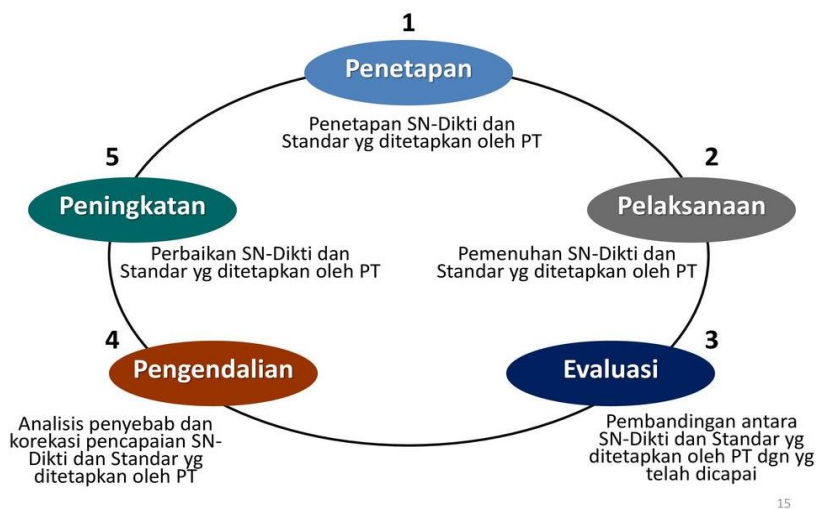 1
Penetapan
Penetapan SN-Dikti dan
Standar yg ditetapkan oleh PT
2
Pelaksanaan
Pemenuhan SN-Dikti dan
Standar yg ditetapkan oleh PT
3
Evaluasi
Pembandingan antara
SN-Dikti dan Standar yg
ditetapkan oleh PT dgn yg
telah dicapai
4
Pengendalian
Analisis penyebab dan
korekasi pencapaian SN-
Dikti dan Standar yg
ditetapkan oleh PT
5
Peningkatan
Perbaikan SN-Dikti dan
Standar yg ditetapkan oleh PT
15